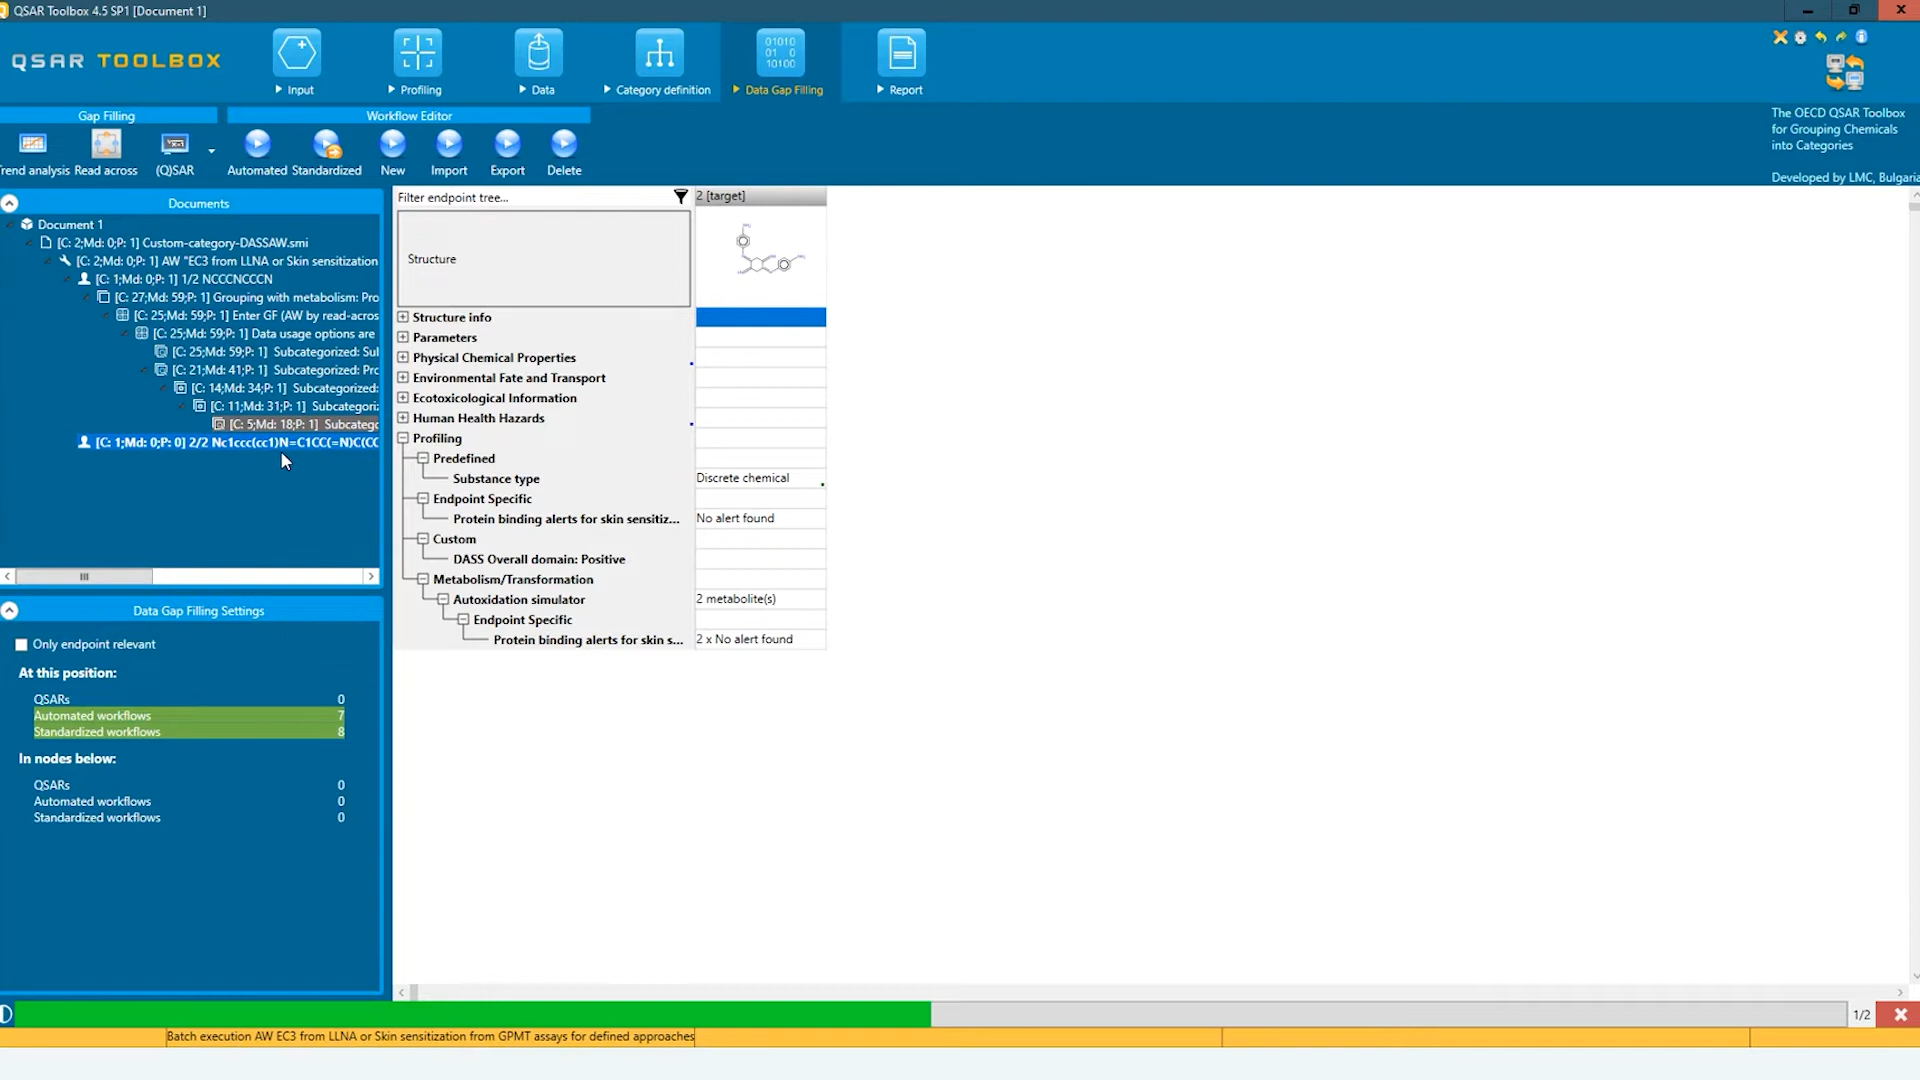 QSAR Toolbox 4.5 SP1 [Document 1]
QSAR TOOLBOX
Input
Profiling
Data
Category definition
01010
01 0
10100
Data Gap Filling
Report
Gap Filling
Workflow Editor
Trend analysis
Read across
(Q)SAR
Automated
Standardized
New
Import
Export
Delete
The OECD QSAR Toolbox
for Grouping Chemicals
into Categories
Developed by LMC, Bulgaria
Documents
Document 1
[C: 2;Md: 0;P: 1] Custom-category-DASSAW.smi
[C: 2;Md: 0;P: 1] AW "EC3 from LLNA or Skin sensitization
[C: 1;Md: 0;P: 1] 1/2 NCCCNCCCN
[C: 27;Md: 59;P: 1] Grouping with metabolism: Pro
[C: 25;Md: 59;P: 1] Enter GF (AW by read-acros
[C: 25;Md: 59;P: 1] Data usage options are
[C: 25;Md: 59;P: 1] Subcategorized: Sul
[C: 21;Md: 41;P: 1] Subcategorized: Pro
[C: 14;Md: 34;P: 1] Subcategorized:
[C: 11;Md: 31;P: 1] Subcategori
[C: 5;Md: 18;P: 1] Subcatego
[C: 1;Md: 0;P: 0] 2/2 Nc1ccc(cc1)N=C1CC(=N)C(CC
Filter endpoint tree...
2 [target]
Structure
Structure info
Parameters
Physical Chemical Properties
Environmental Fate and Transport
Ecotoxicological Information
Human Health Hazards
Profiling
Predefined
Substance type
Discrete chemical
Endpoint Specific
Protein binding alerts for skin sensitiz...
No alert found
Custom
DASS Overall domain: Positive
Metabolism/Transformation
Autoxidation simulator
2 metabolite(s)
Endpoint Specific
Protein binding alerts for skin s...
2 x No alert found
Data Gap Filling Settings
Only endpoint relevant
At this position:
QSARs 0
Automated workflows 7
Standardized workflows 8
In nodes below:
QSARs 0
Automated workflows 0
Standardized workflows 0
1/2
Batch execution AW EC3 from LLNA or Skin sensitization from GPMT assays for defined approaches